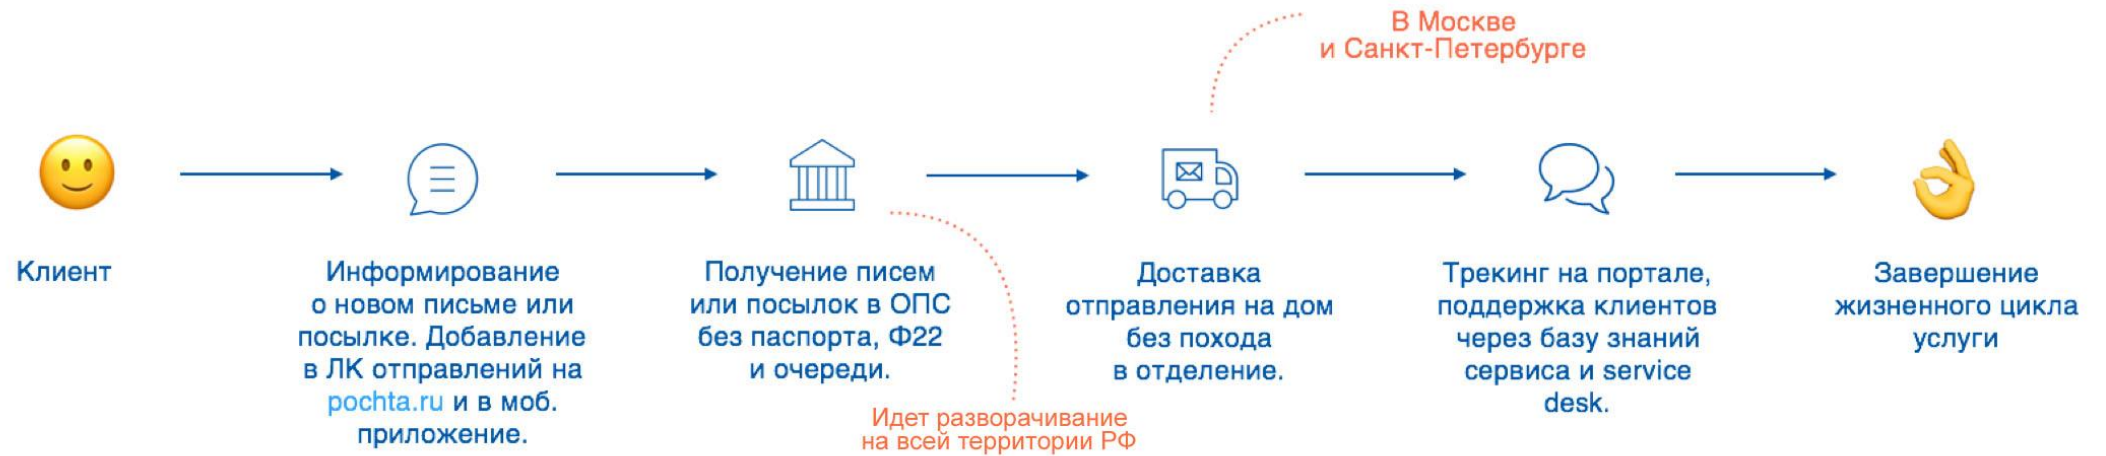 В Москве
и Санкт-Петербурге
Клиент
Информирование
о новом письме или
посылке. Добавление
в ЛК отправлений на
pochta.ru и в моб.
приложение.
Получение писем
или посылок в ОПС
без паспорта, Ф22
и очереди.
Идет разворачивание
на всей территории РФ
Доставка
отправления на дом
без похода
в отделение.
Трекинг на портале,
поддержка клиентов
через базу знаний
сервиса и service
desk.
Завершение
жизненного цикла
услуги